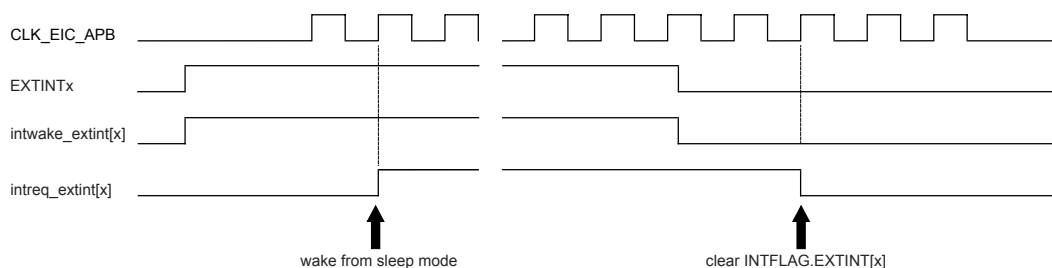 CLK_EIC_APB
EXTINTx
intwake_extint[x]
intreq_extint[x]
wake from sleep mode
clear INTFLAG.EXTINT[x]